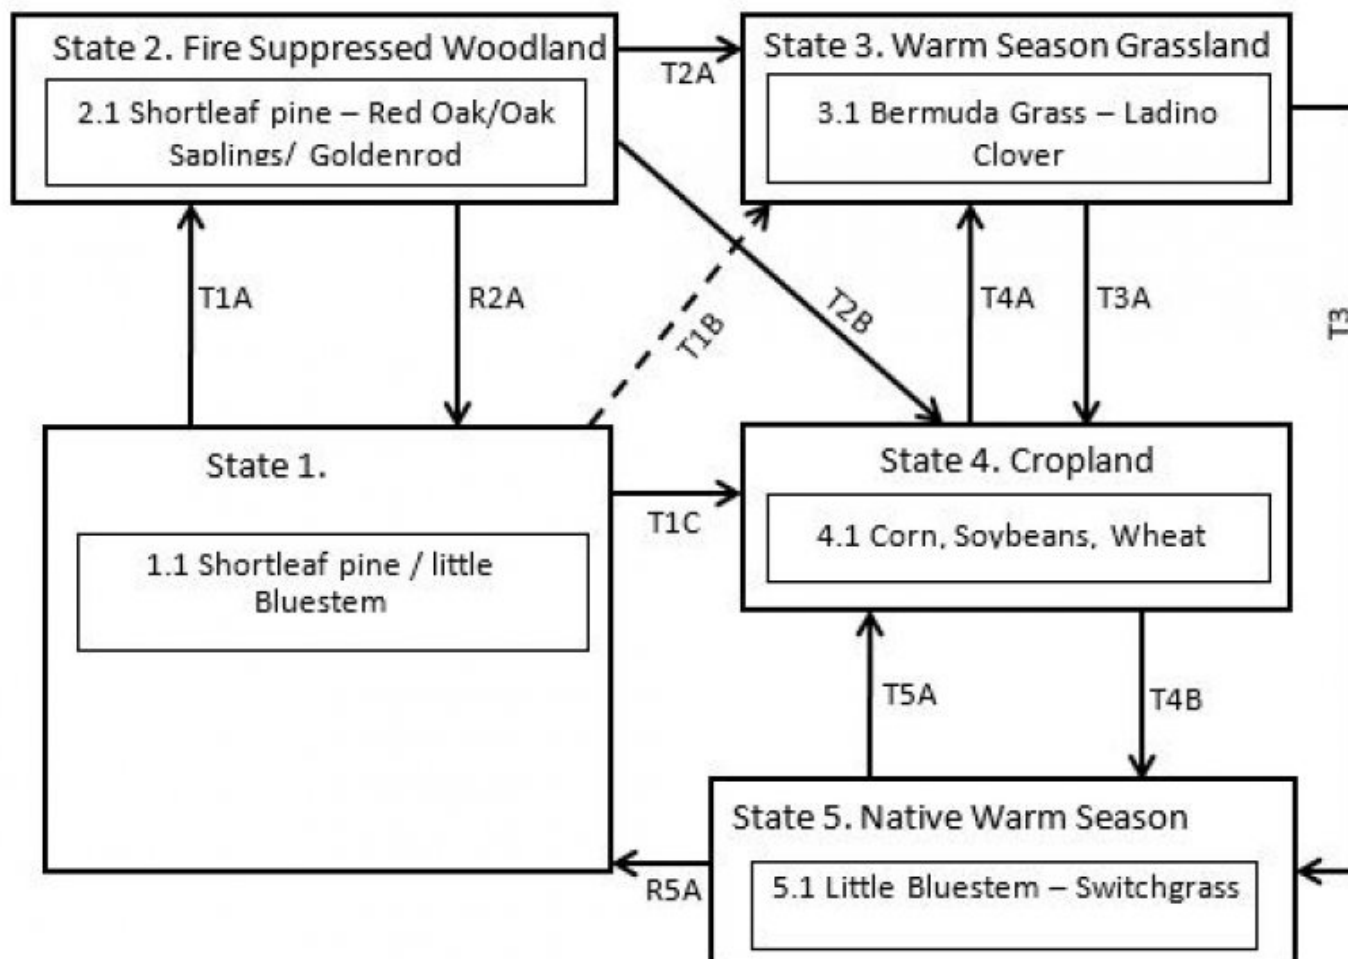 State 2. Fire Suppressed Woodland
2.1 Shortleaf pine – Red Oak/Oak
Saplings/ Goldenrod
T2A
State 3. Warm Season Grassland
3.1 Bermuda Grass – Ladino
Clover
T1A
R2A
T1B
T2B
T4A
T3A
T3
State 1.
1.1 Shortleaf pine / little
Bluestem
T1C
State 4. Cropland
4.1 Corn, Soybeans, Wheat
T5A
T4B
R5A
State 5. Native Warm Season
5.1 Little Bluestem – Switchgrass